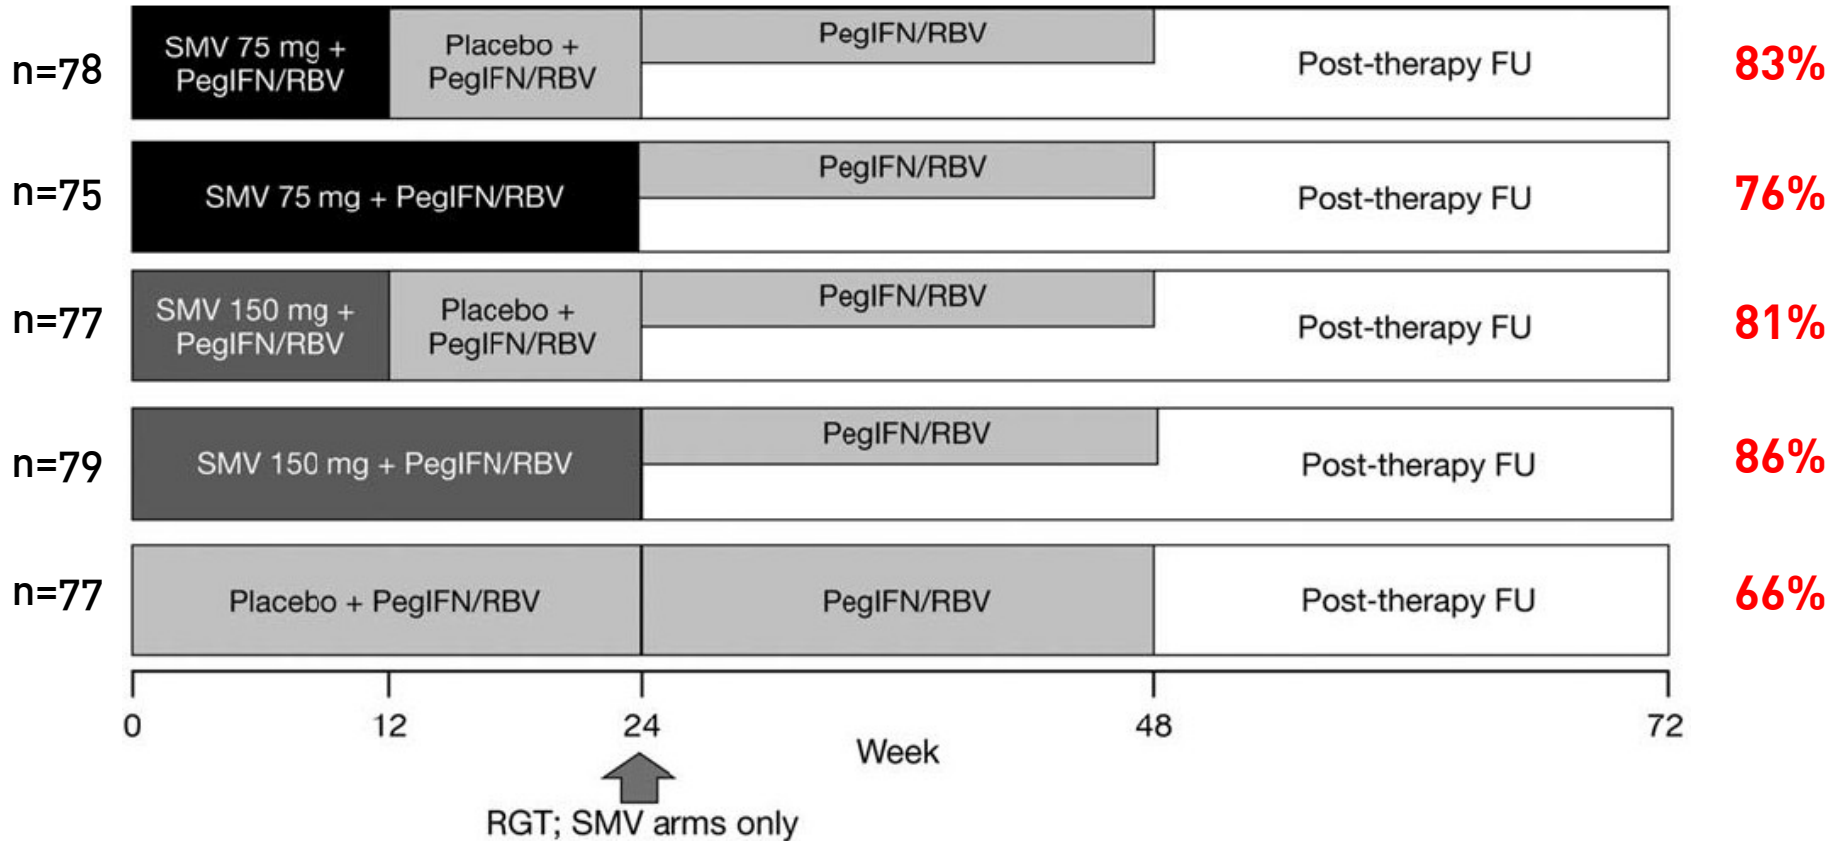 n=78
SMV 75 mg +
PegIFN/RBV
Placebo +
PegIFN/RBV
PegIFN/RBV
Post-therapy FU
83%
n=75
SMV 75 mg + PegIFN/RBV
PegIFN/RBV
Post-therapy FU
76%
n=77
SMV 150 mg +
PegIFN/RBV
Placebo +
PegIFN/RBV
PegIFN/RBV
Post-therapy FU
81%
n=79
SMV 150 mg + PegIFN/RBV
PegIFN/RBV
Post-therapy FU
86%
n=77
Placebo + PegIFN/RBV
PegIFN/RBV
Post-therapy FU
66%
0 12 24 48 72
Week
RGT; SMV arms only